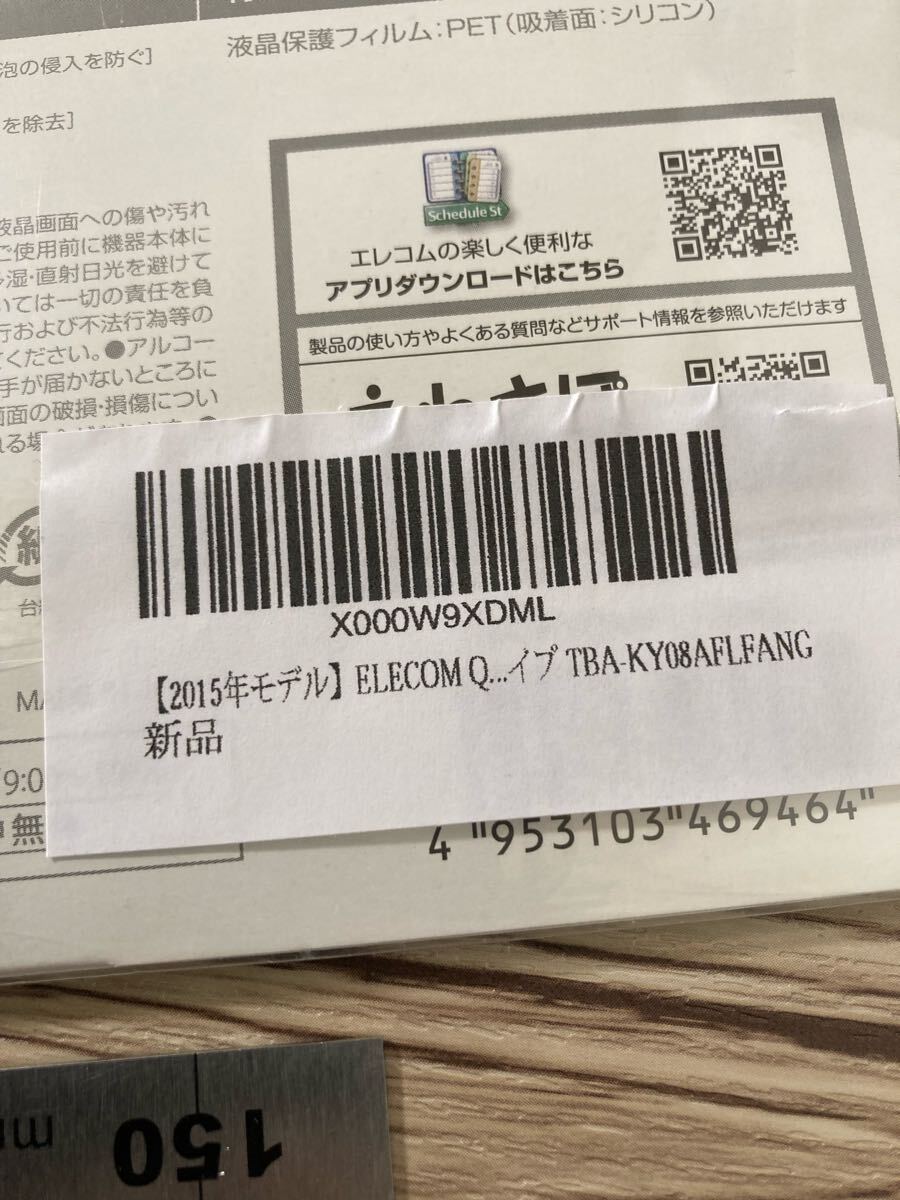 液晶保護フィルム:PET(吸着面:シリコン)
泡の侵入を防ぐ]
を除去]
液晶画面への傷や汚れ
ご使用前に機器本体に
湿・直射日光を避けて
いては一切の責任を負
行および不法行為等の
てください。●アルコー
手が届かないところに
画面の破損・損傷につい
Schedule St
エレコムの楽しく便利な
アプリダウンロードはこちら
製品の使い方やよくある質問などサポート情報を参照いただけます
えれさぽ
X000W9XDML
【2015年モデル】ELECOM Q...イプ TBA-KY08AFLFANG
新品
MA
9:0
無
4"953103"469464"
150